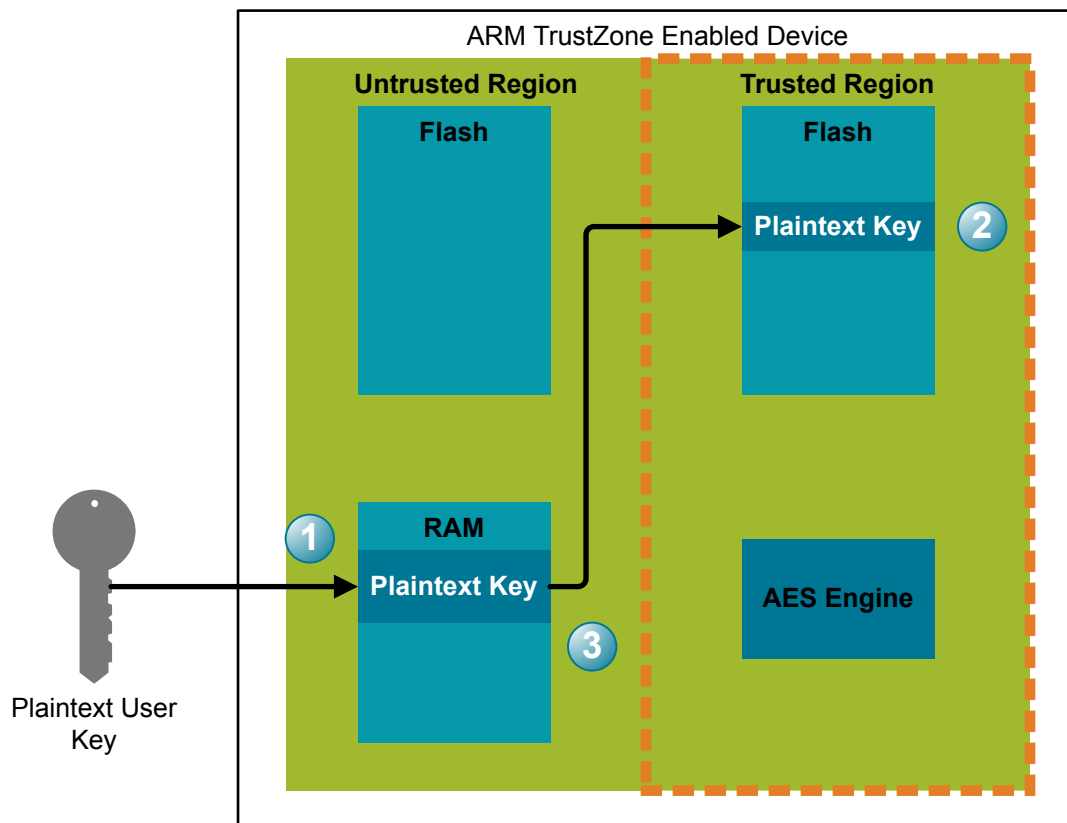 ARM TrustZone Enabled Device
Untrusted Region
Trusted Region
Flash
Flash
Plaintext Key
2
1
RAM
Plaintext Key
3
AES Engine
Plaintext User
Key